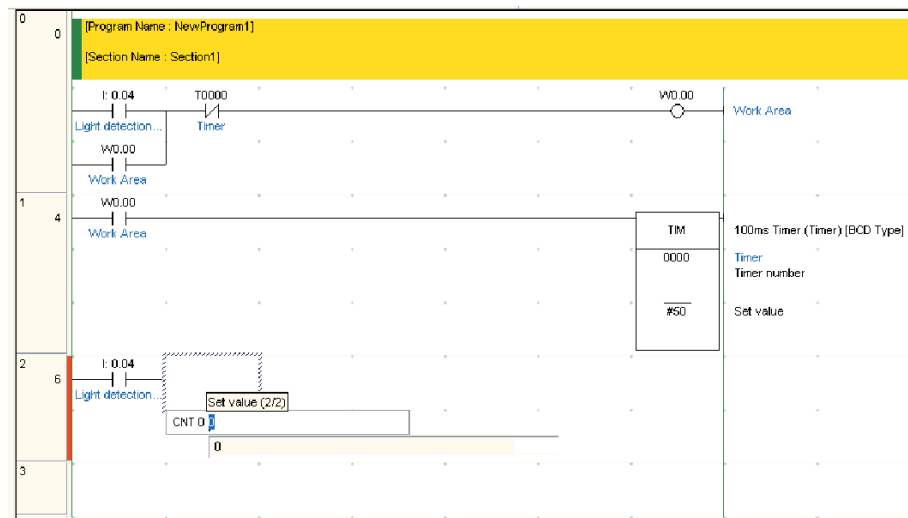 0
0
[Program Name : NewProgram1]
[Section Name : Section1]
I: 0.04 T0000 W0.00
Light detection... Timer Work Area
W0.00
Work Area
1
4
W0.00
Work Area
TIM 100ms Timer (Timer) [BCD Type]
0000 Timer
Timer number
#50 Set value
2
6
I: 0.04
Light detection...
Set value (2/2)
CNT 0 0
0
3